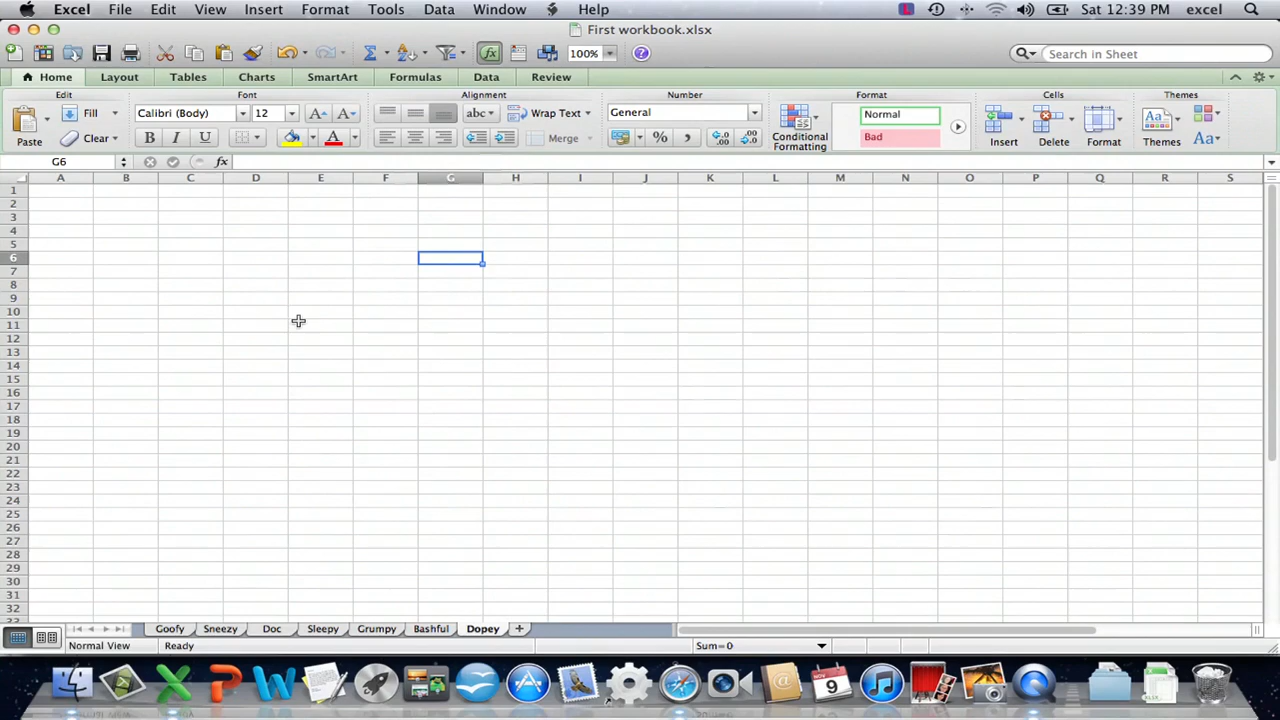 Excel File Edit View Insert Format Tools Data Window Help Sat 12:39 PM excel
First workbook.xlsx
100% Search in Sheet
Home Layout Tables Charts SmartArt Formulas Data Review
Edit Font Alignment Number Format Cells Themes
Fill Calibri (Body) 12 A A abc Wrap Text General Normal
Paste Clear B I U A Merge % Bad Conditional Formatting Insert Delete Format Themes Aa
G6 fx
A B C D E F G H I J K L M N O P Q R S
1
2
3
4
5
6
7
8
9
10
11
12
13
14
15
16
17
18
19
20
21
22
23
24
25
26
27
28
29
30
31
32
Goofy Sneezy Doc Sleepy Grumpy Bashful Dopey
Normal View Ready Sum=0
NOV
9